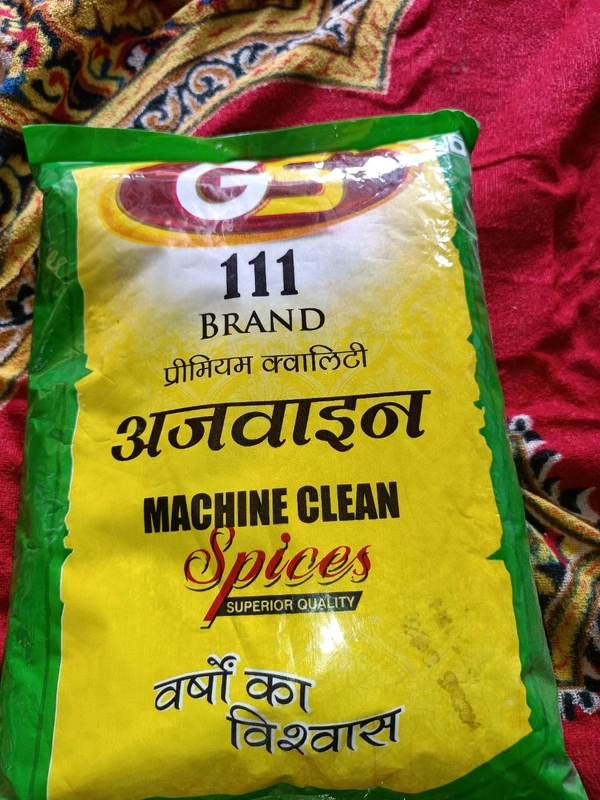 GS
111
BRAND
प्रीमियम क्वालिटी
अजवाइन
MACHINE CLEAN
Spices
SUPERIOR QUALITY
वर्षों का
विश्वास